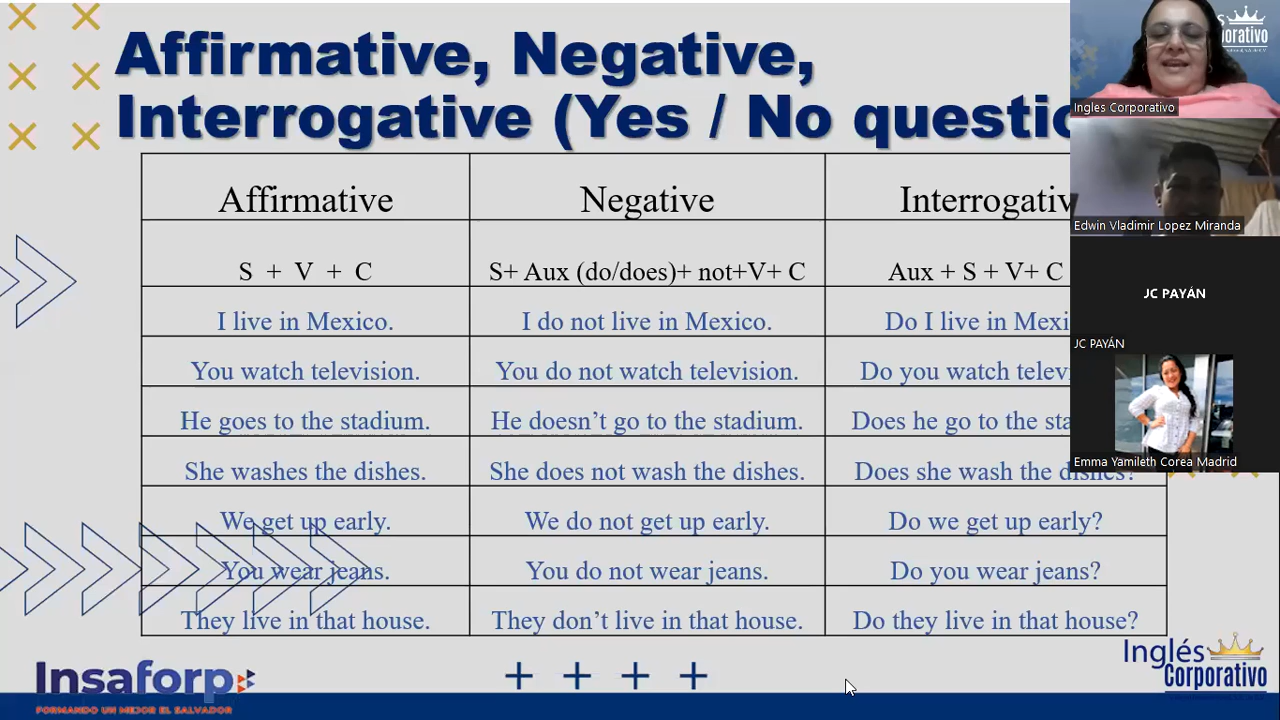 Affirmative, Negative,
Interrogative (Yes / No questio
Affirmative Negative Interrogativ
S + V + C S+ Aux (do/does)+ not+V+ C Aux + S + V+ C
I live in Mexico. I do not live in Mexico. Do I live in Mexi
You watch television. You do not watch television. Do you watch telev
He goes to the stadium. He doesn’t go to the stadium. Does he go to the sta
She washes the dishes. She does not wash the dishes. Does she wash the dishes?
We get up early. We do not get up early. Do we get up early?
You wear jeans. You do not wear jeans. Do you wear jeans?
They live in that house. They don’t live in that house. Do they live in that house?
Insaforp
FORMANDO UN MEJOR EL SALVADOR
Inglés
Corporativo
Ingles Corporativo
Edwin Vladimir Lopez Miranda
JC PAYÁN
JC PAYÁN
Emma Yamileth Corea Madrid